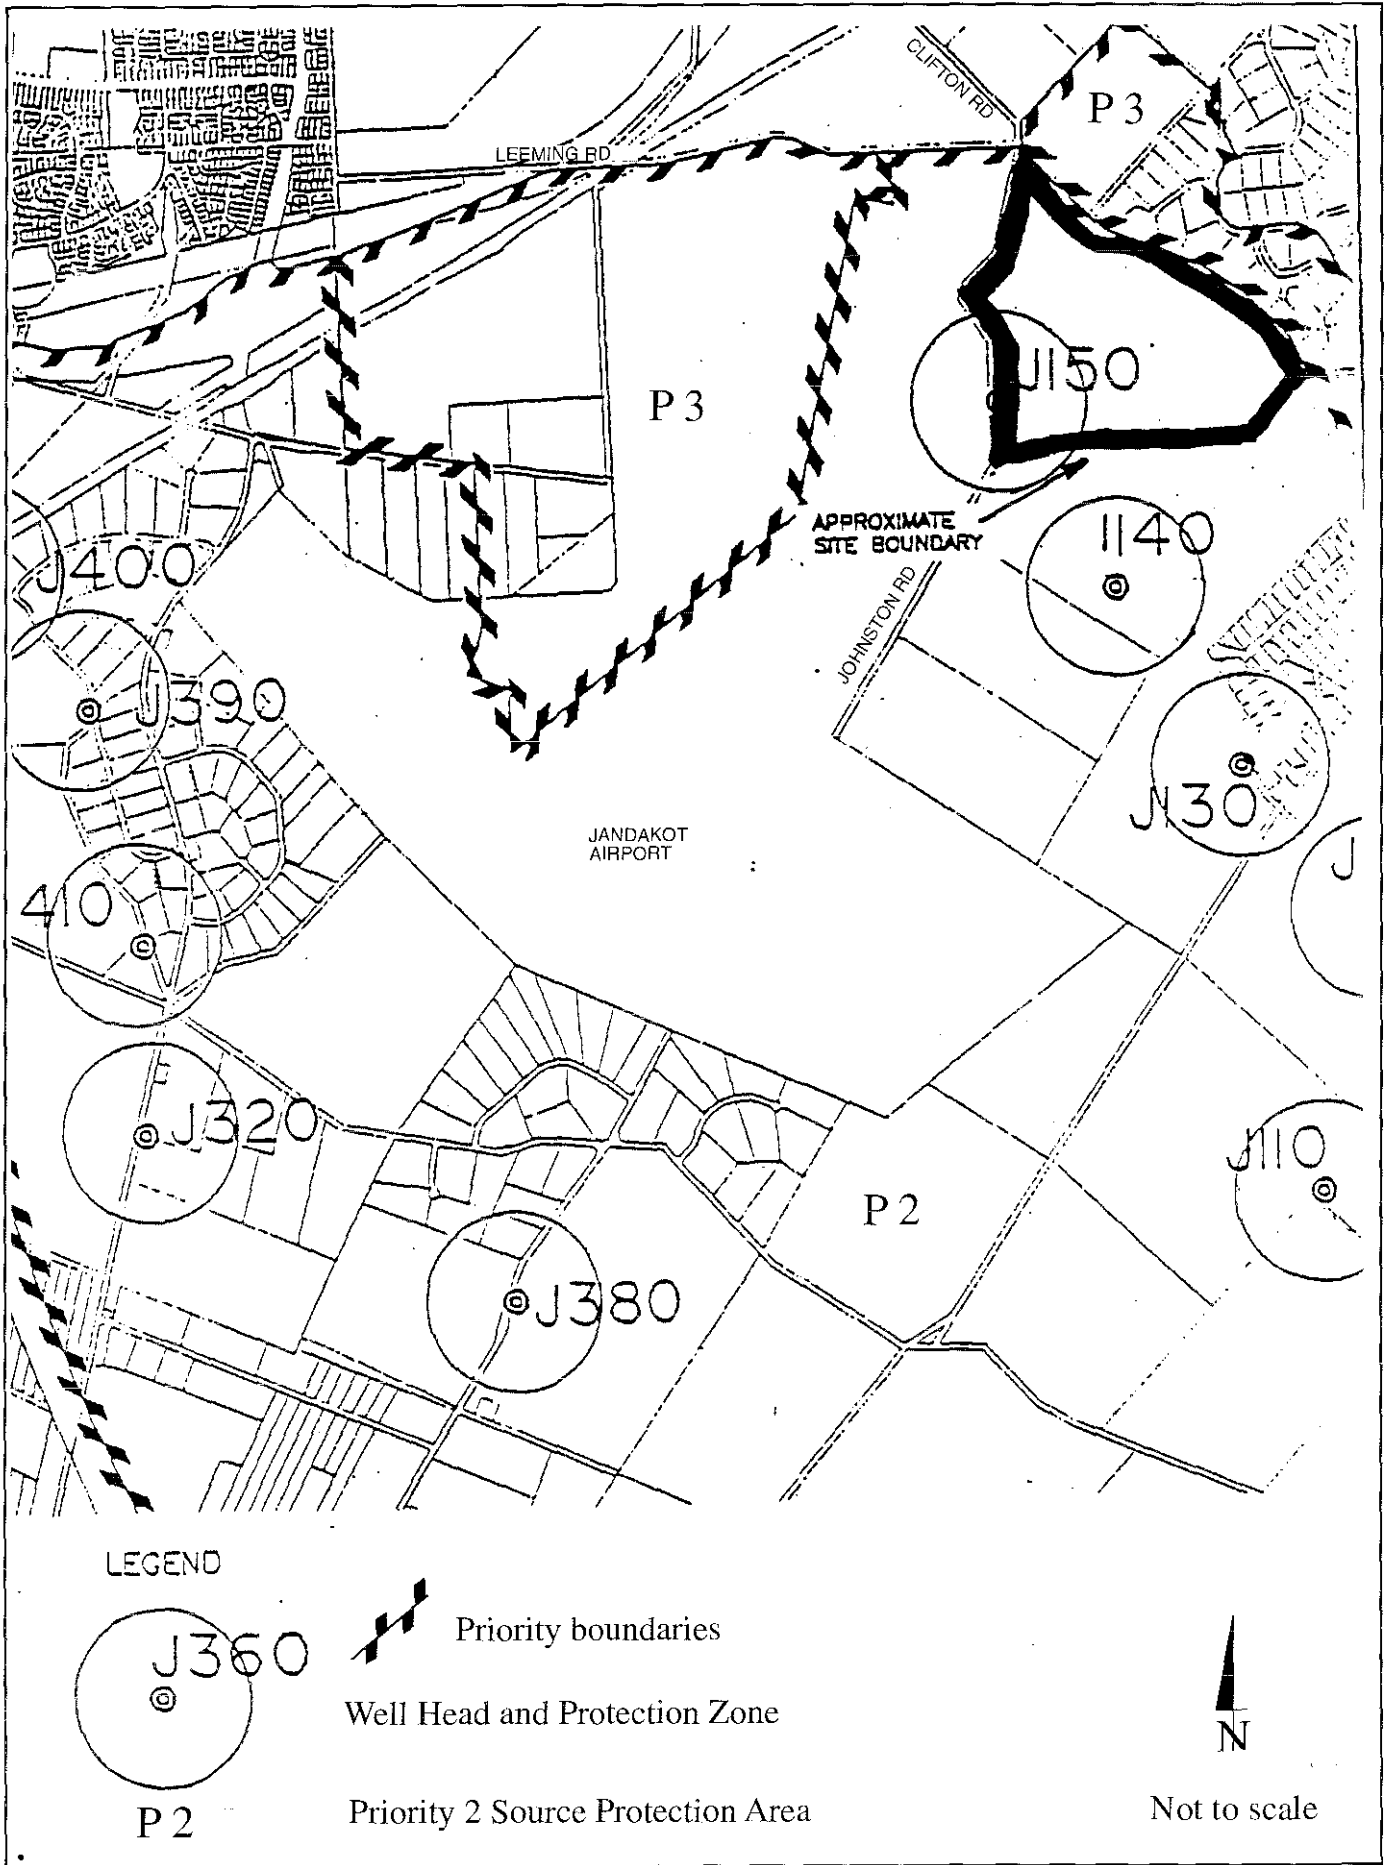 CLIFTON RD
P 3
LEEMING RD
J150
P 3
APPROXIMATE
SITE BOUNDARY
1140
J400
JOHNSTON RD
J390
J130
JANDAKOT
AIRPORT
J
410
J320
J110
P 2
J380
LEGEND
Priority boundaries
J360
Well Head and Protection Zone
N
P 2
Priority 2 Source Protection Area
Not to scale